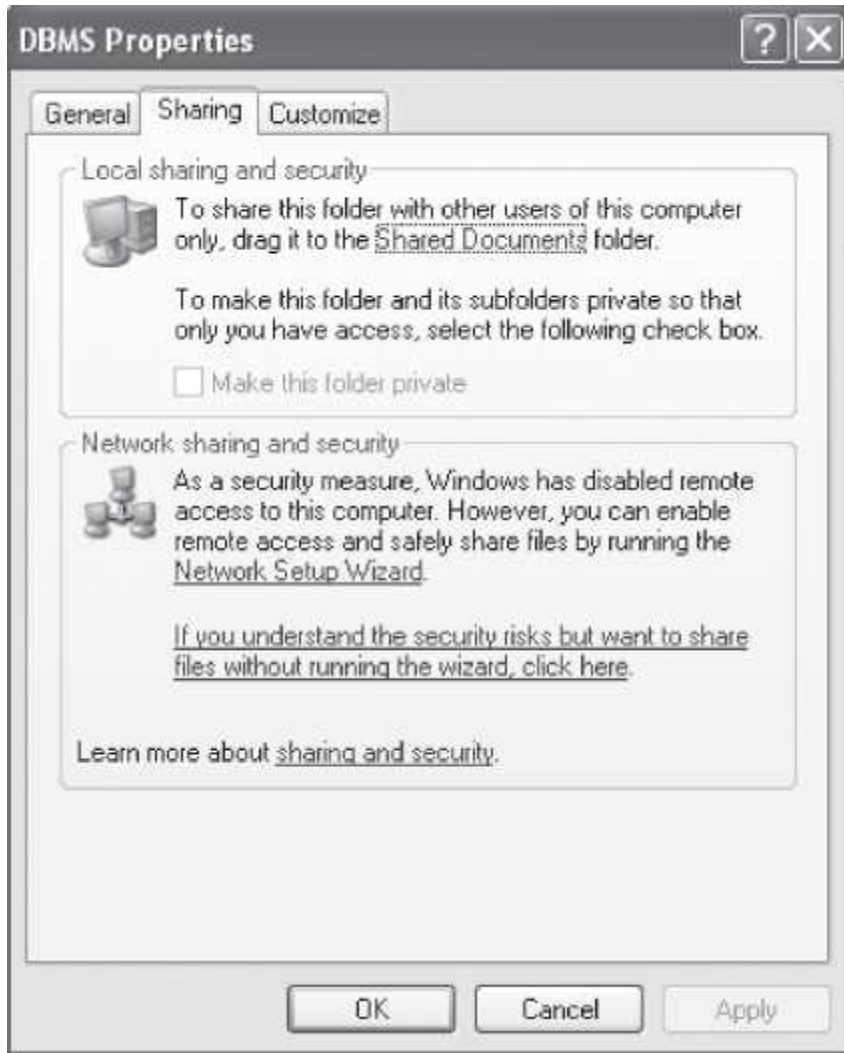 DBMS Properties
General Sharing Customize
Local sharing and security
To share this folder with other users of this computer
only, drag it to the Shared Documents folder.
To make this folder and its subfolders private so that
only you have access, select the following check box.
Make this folder private
Network sharing and security
As a security measure, Windows has disabled remote
access to this computer. However, you can enable
remote access and safely share files by running the
Network Setup Wizard.
If you understand the security risks but want to share
files without running the wizard, click here.
Learn more about sharing and security.
OK Cancel Apply